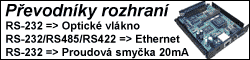 Převodníky rozhraní
RS-232 => Optické vlákno
RS-232/RS485/RS422 => Ethernet
RS-232 => Proudová smyčka 20mA